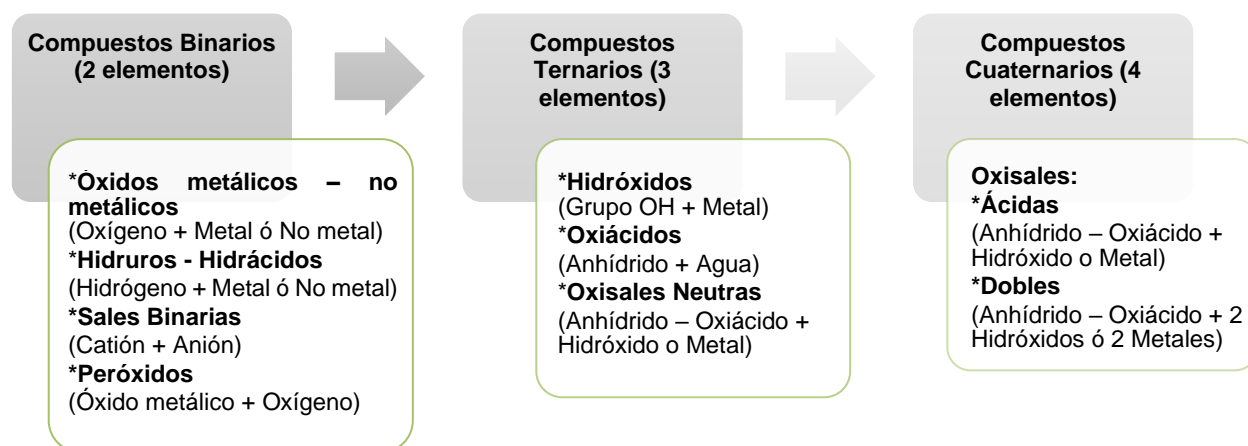 Compuestos Binarios
(2 elementos)
*Óxidos metálicos – no
metálicos
(Oxígeno + Metal ó No metal)
*Hidruros - Hidrácidos
(Hidrógeno + Metal ó No metal)
*Sales Binarias
(Catión + Anión)
*Peróxidos
(Óxido metálico + Oxígeno)
Compuestos
Ternarios (3
elementos)
*Hidróxidos
(Grupo OH + Metal)
*Oxiácidos
(Anhídrido + Agua)
*Oxisales Neutras
(Anhídrido – Oxiácido +
Hidróxido o Metal)
Compuestos
Cuaternarios (4
elementos)
Oxisales:
*Ácidas
(Anhídrido – Oxiácido +
Hidróxido o Metal)
*Dobles
(Anhídrido – Oxiácido + 2
Hidróxidos ó 2 Metales)